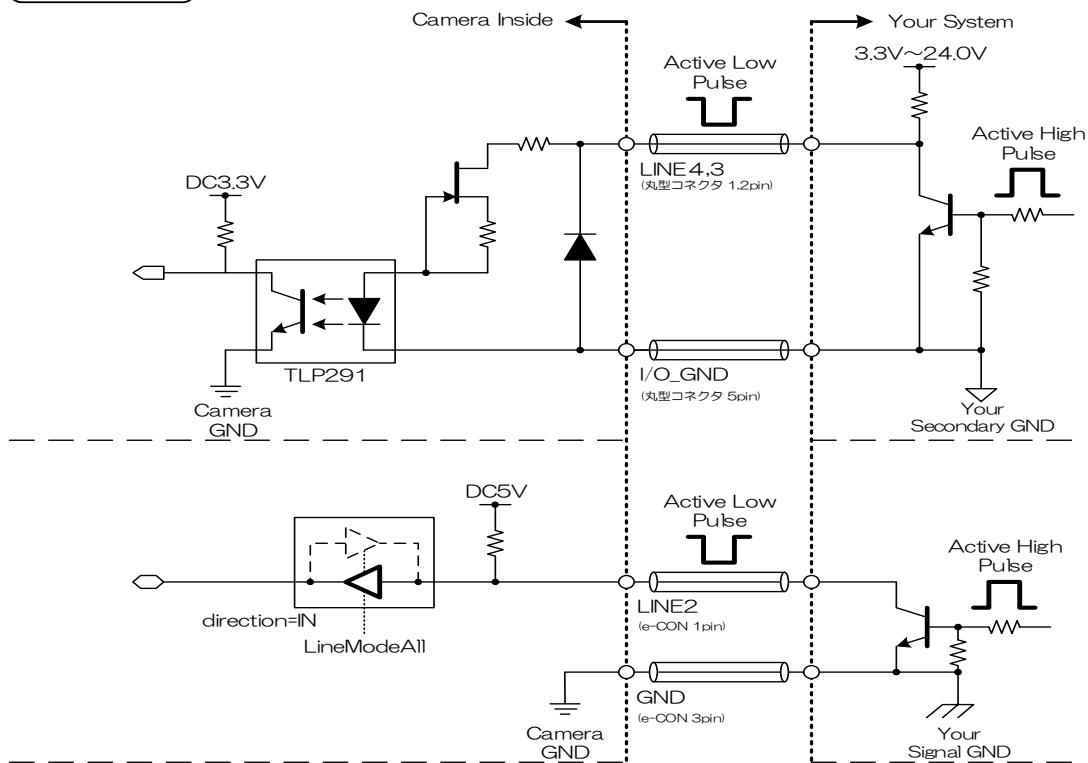 Camera Inside
Your System
3.3V～24.0V
Active Low
Pulse
Active High
Pulse
LINE4,3
(丸型コネクタ 1,2pin)
DC3.3V
TLP291
I/O_GND
(丸型コネクタ 5pin)
Camera
GND
Your
Secondary GND
DC5V
Active Low
Pulse
Active High
Pulse
LINE2
(e-CON 1pin)
direction=IN
LineModeAll
GND
(e-CON 3pin)
Camera
GND
Your
Signal GND